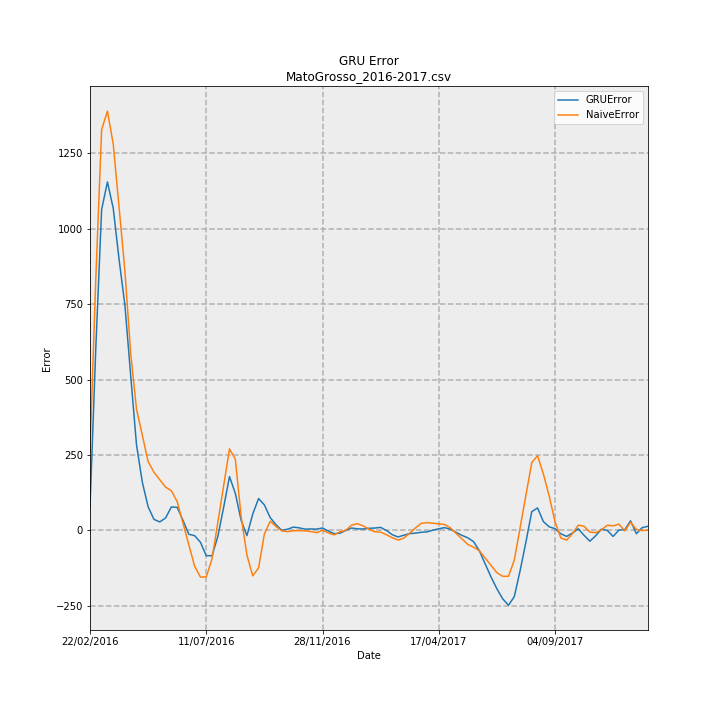 GRU Error
MatoGrosso_2016-2017.csv
GRUError
NaiveError
1250
1000
750
500
250
0
−250
Error
22/02/2016
11/07/2016
28/11/2016
17/04/2017
04/09/2017
Date